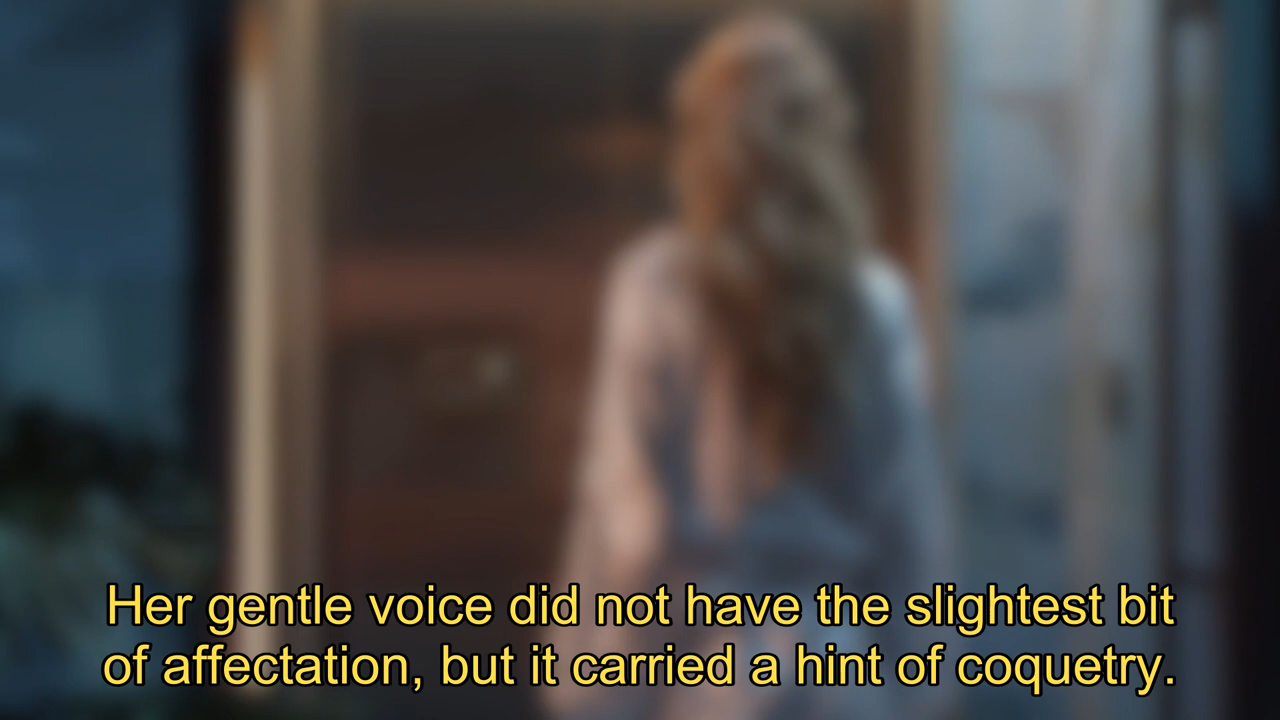 Her gentle voice did not have the slightest bit
of affectation, but it carried a hint of coquetry.